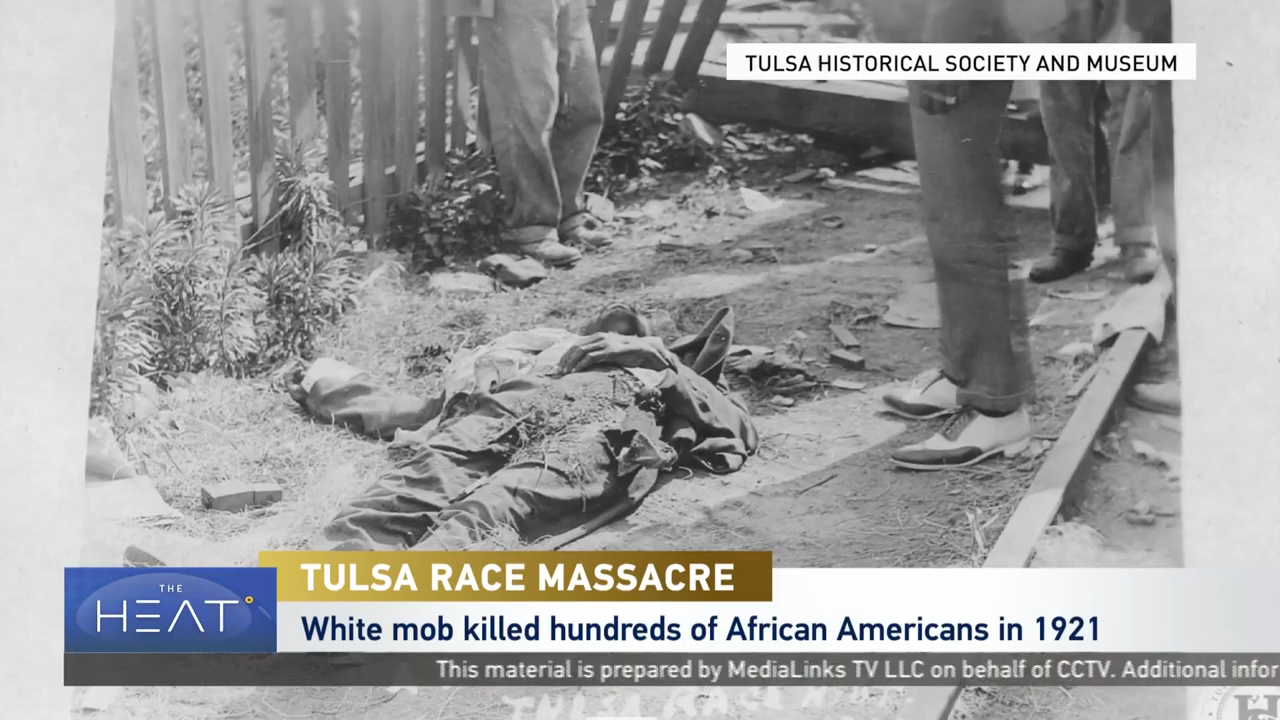 TULSA HISTORICAL SOCIETY AND MUSEUM
TULSA RACE MASSACRE
THE
HEAT°
White mob killed hundreds of African Americans in 1921
This material is prepared by MediaLinks TV LLC on behalf of CCTV. Additional infor